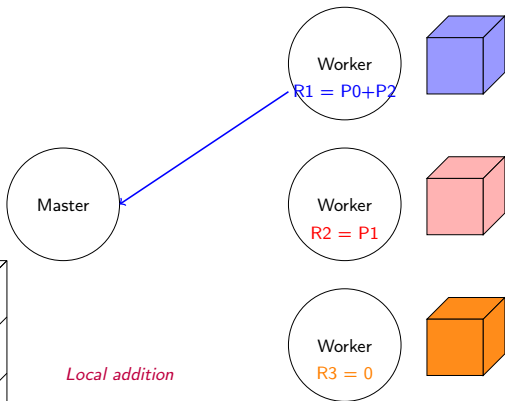 Worker
R1 = P0+P2
Master
Worker
R2 = P1
Worker
R3 = 0
Local addition